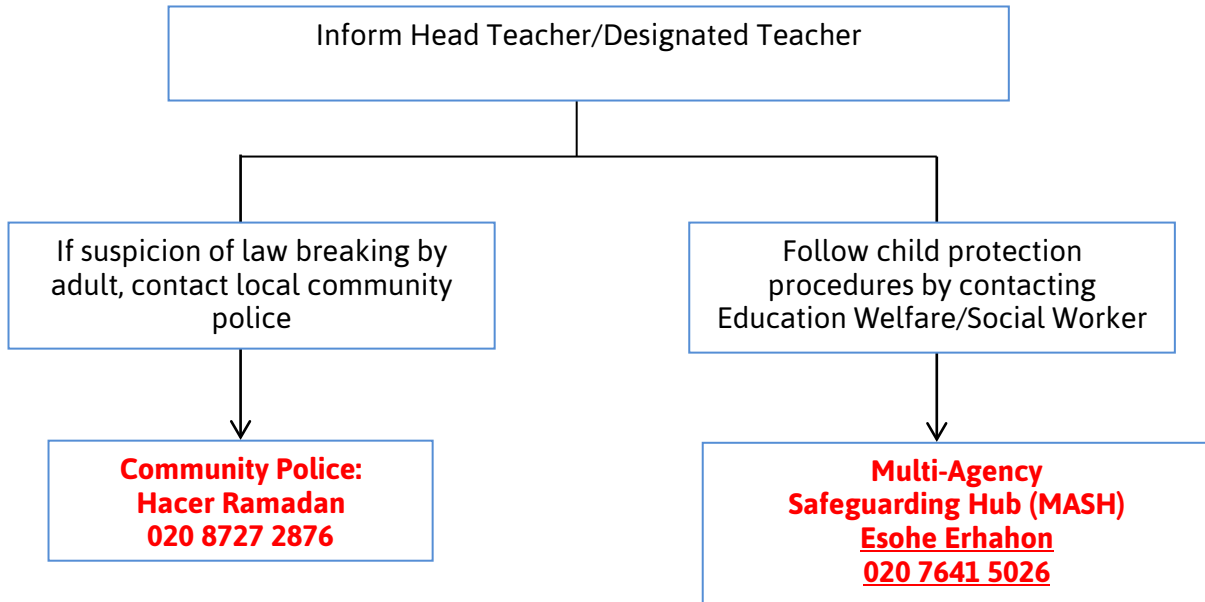 Inform Head Teacher/Designated Teacher
If suspicion of law breaking by
adult, contact local community
police
Follow child protection
procedures by contacting
Education Welfare/Social Worker
Community Police:
Hacer Ramadan
020 8727 2876
Multi-Agency
Safeguarding Hub (MASH)
Esohe Erhahon
020 7641 5026